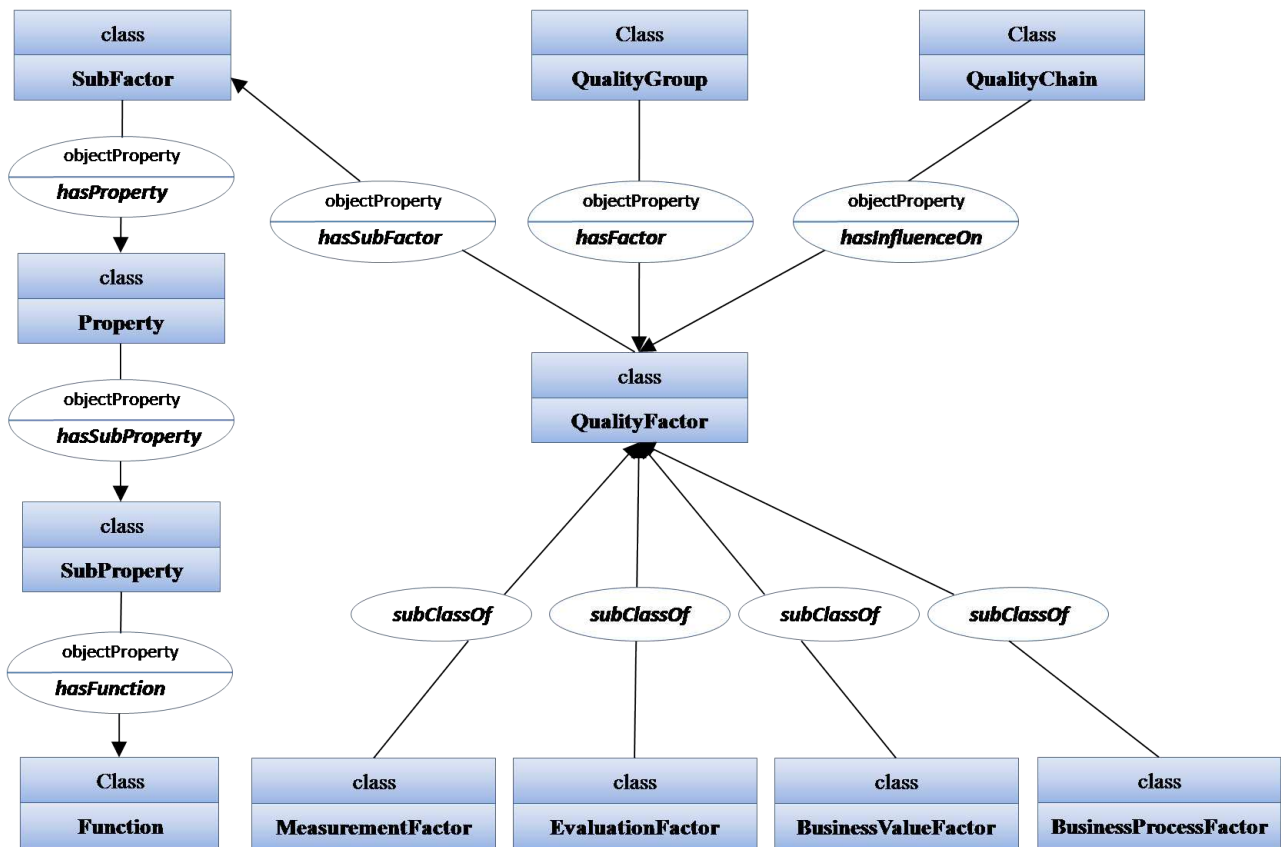 class
SubFactor
Class
QualityGroup
Class
QualityChain
objectProperty
hasProperty
objectProperty
hasSubFactor
objectProperty
hasFactor
objectProperty
hasInfluenceOn
class
Property
class
QualityFactor
objectProperty
hasSubProperty
class
SubProperty
subClassOf
subClassOf
subClassOf
subClassOf
objectProperty
hasFunction
Class
Function
class
MeasurementFactor
class
EvaluationFactor
class
BusinessValueFactor
class
BusinessProcessFactor